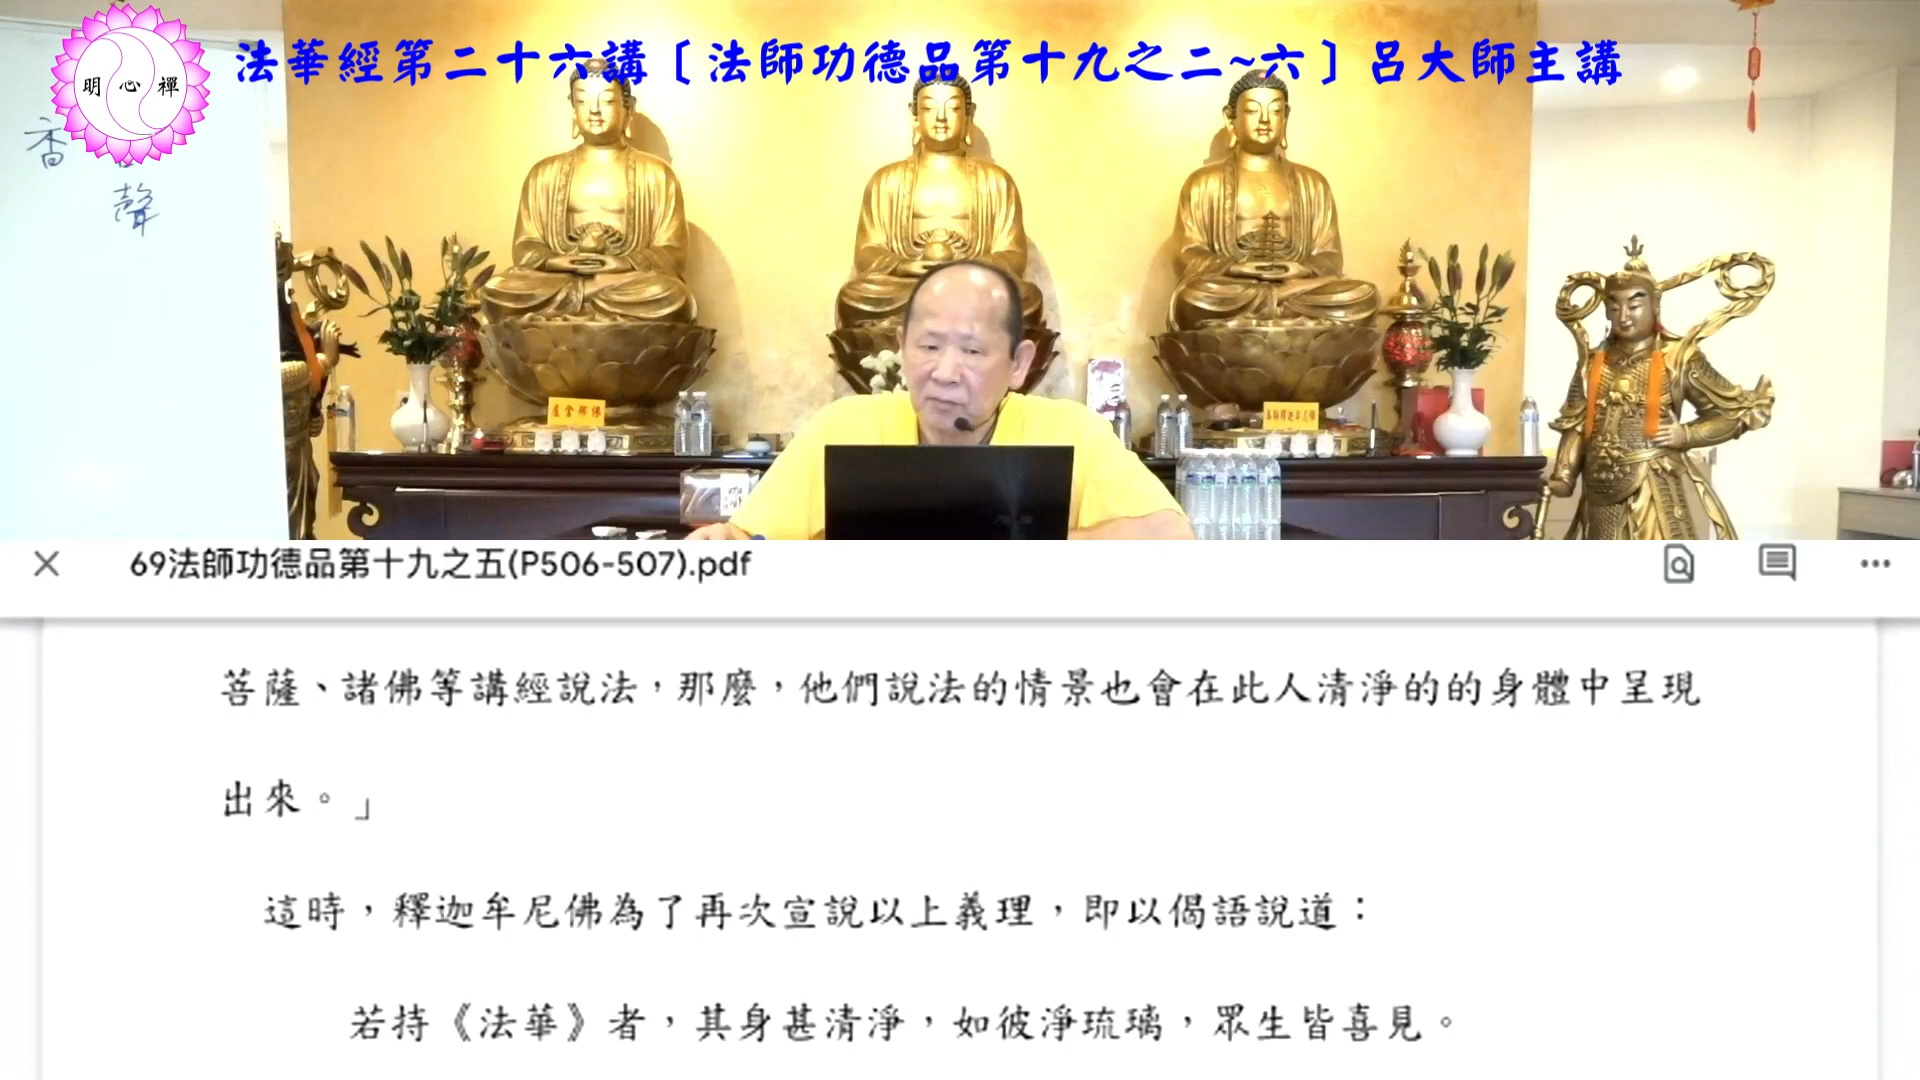 法華經第二十六講〔法師功德品第十九之二~六〕呂大師主講
明心禪
香
聲
69法師功德品第十九之五(P506-507).pdf
菩薩、諸佛等講經說法，那麼，他們說法的情景也會在此人清淨的的身體中呈現
出來。」
這時，釋迦牟尼佛為了再次宣說以上義理，即以偈語說道：
若持《法華》者，其身甚清淨，如彼淨琉璃，眾生皆喜見。